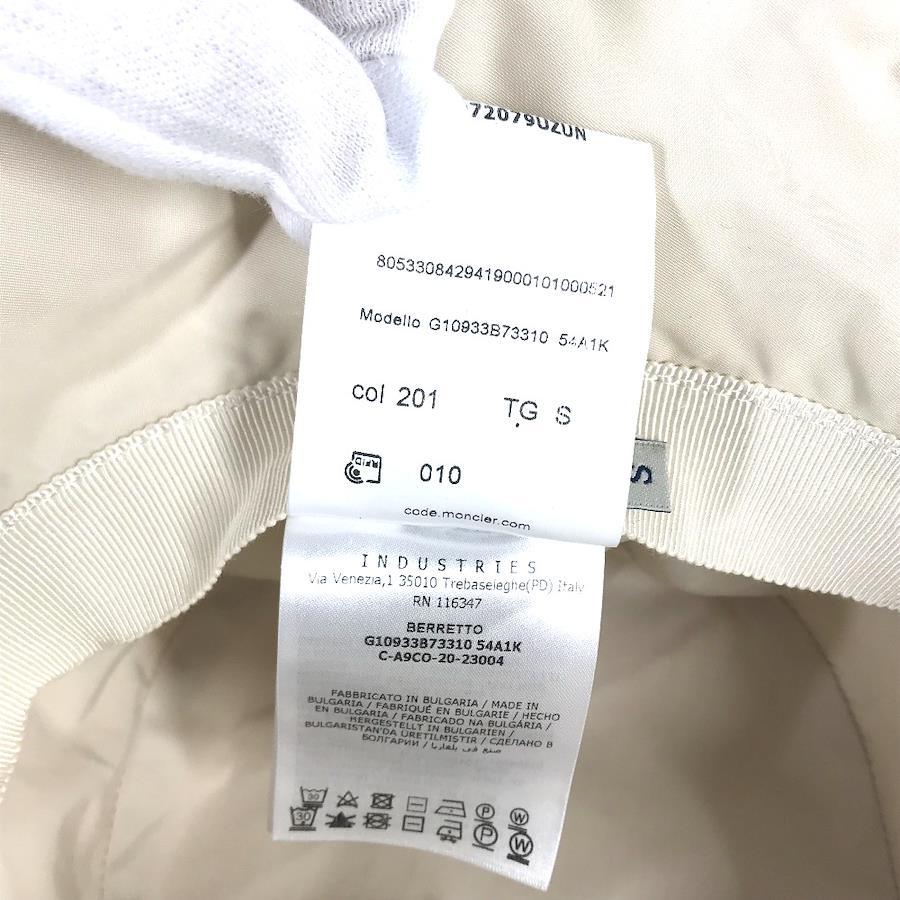 72079UZUN
8053308429419000101000521
Modello G10933B73310 54A1K
col 201 TG S
RFID
010
code.moncler.com
S
INDUSTRIES
Via Venezia,1 35010 Trebaseleghe(PD) Italy
RN 116347
BERRETTO
G10933B73310 54A1K
C-A9CO-20-23004
FABBRICATO IN BULGARIA / MADE IN
BULGARIA / FABRIQUÉ EN BULGARIE / HECHO
EN BULGARIA / FABRICADO NA BULGÁRIA /
HERGESTELLT IN BULGARIEN /
BULGARISTAN'DA ÜRETILMISTIR / СДЕЛАНО В
БОЛГАРИИ / صنع في بلغاريا
30 P W
30 P W